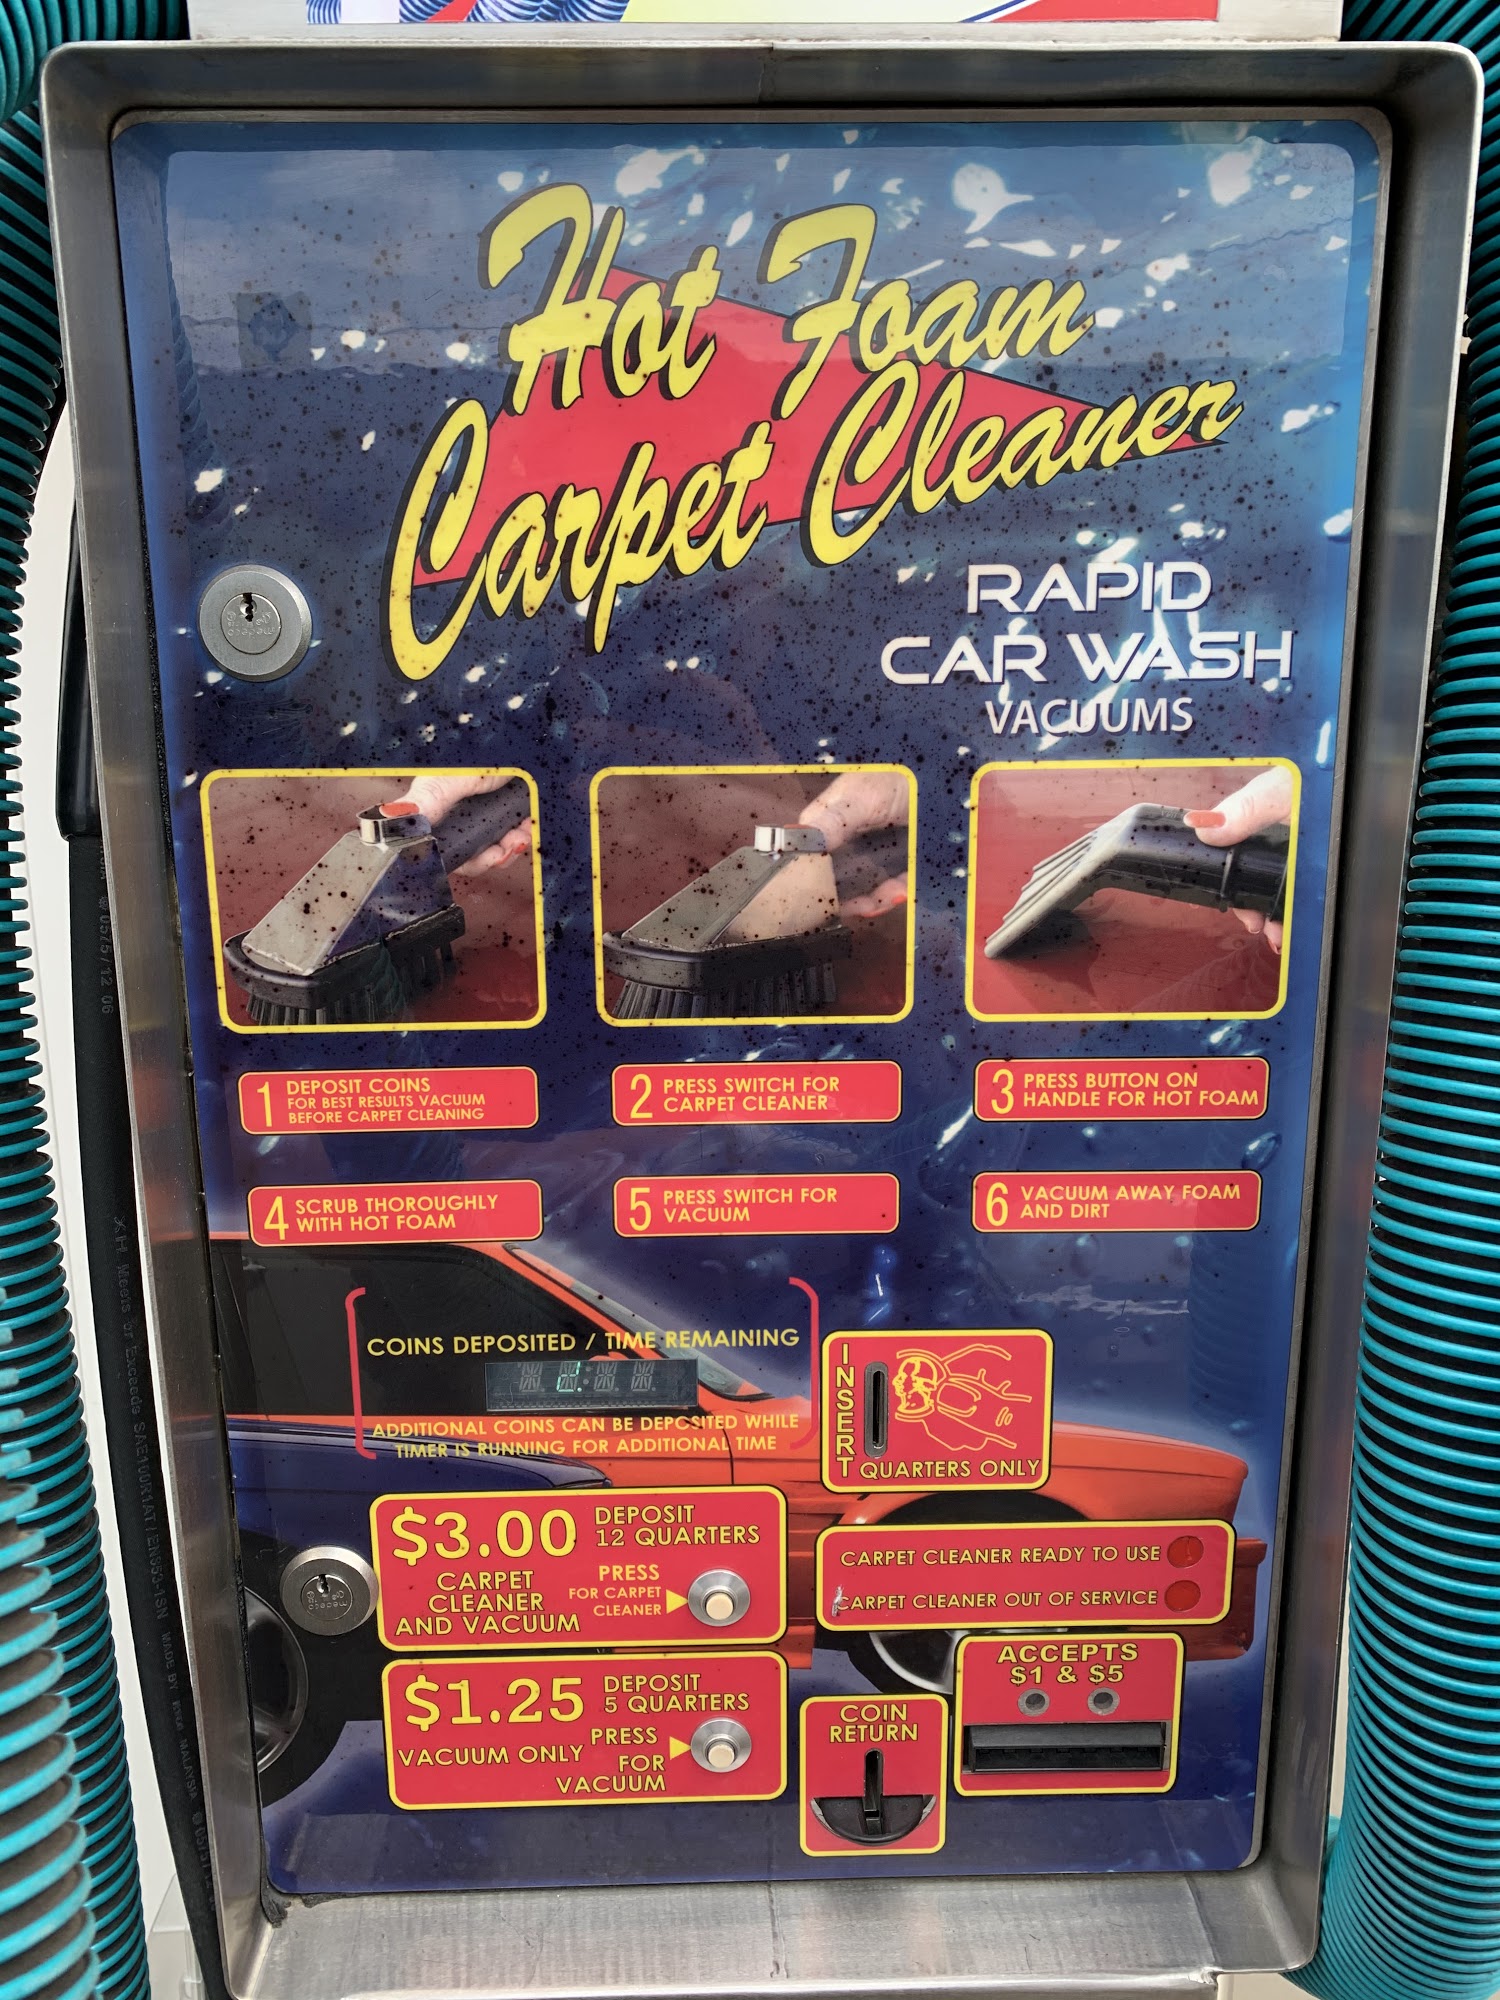 Hot Foam
Carpet Cleaner
RAPID
CAR WASH
VACUUMS
1 DEPOSIT COINS
FOR BEST RESULTS VACUUM
BEFORE CARPET CLEANING
2 PRESS SWITCH FOR
CARPET CLEANER
3 PRESS BUTTON ON
HANDLE FOR HOT FOAM
4 SCRUB THOROUGHLY
WITH HOT FOAM
5 PRESS SWITCH FOR
VACUUM
6 VACUUM AWAY FOAM
AND DIRT
COINS DEPOSITED / TIME REMAINING
ADDITIONAL COINS CAN BE DEPOSITED WHILE
TIMER IS RUNNING FOR ADDITIONAL TIME
INSERT
QUARTERS ONLY
$3.00 DEPOSIT
12 QUARTERS
CARPET
CLEANER
AND VACUUM
PRESS
FOR CARPET
CLEANER
CARPET CLEANER READY TO USE
CARPET CLEANER OUT OF SERVICE
$1.25 DEPOSIT
5 QUARTERS
VACUUM ONLY
PRESS
FOR
VACUUM
COIN
RETURN
ACCEPTS
$1 & $5